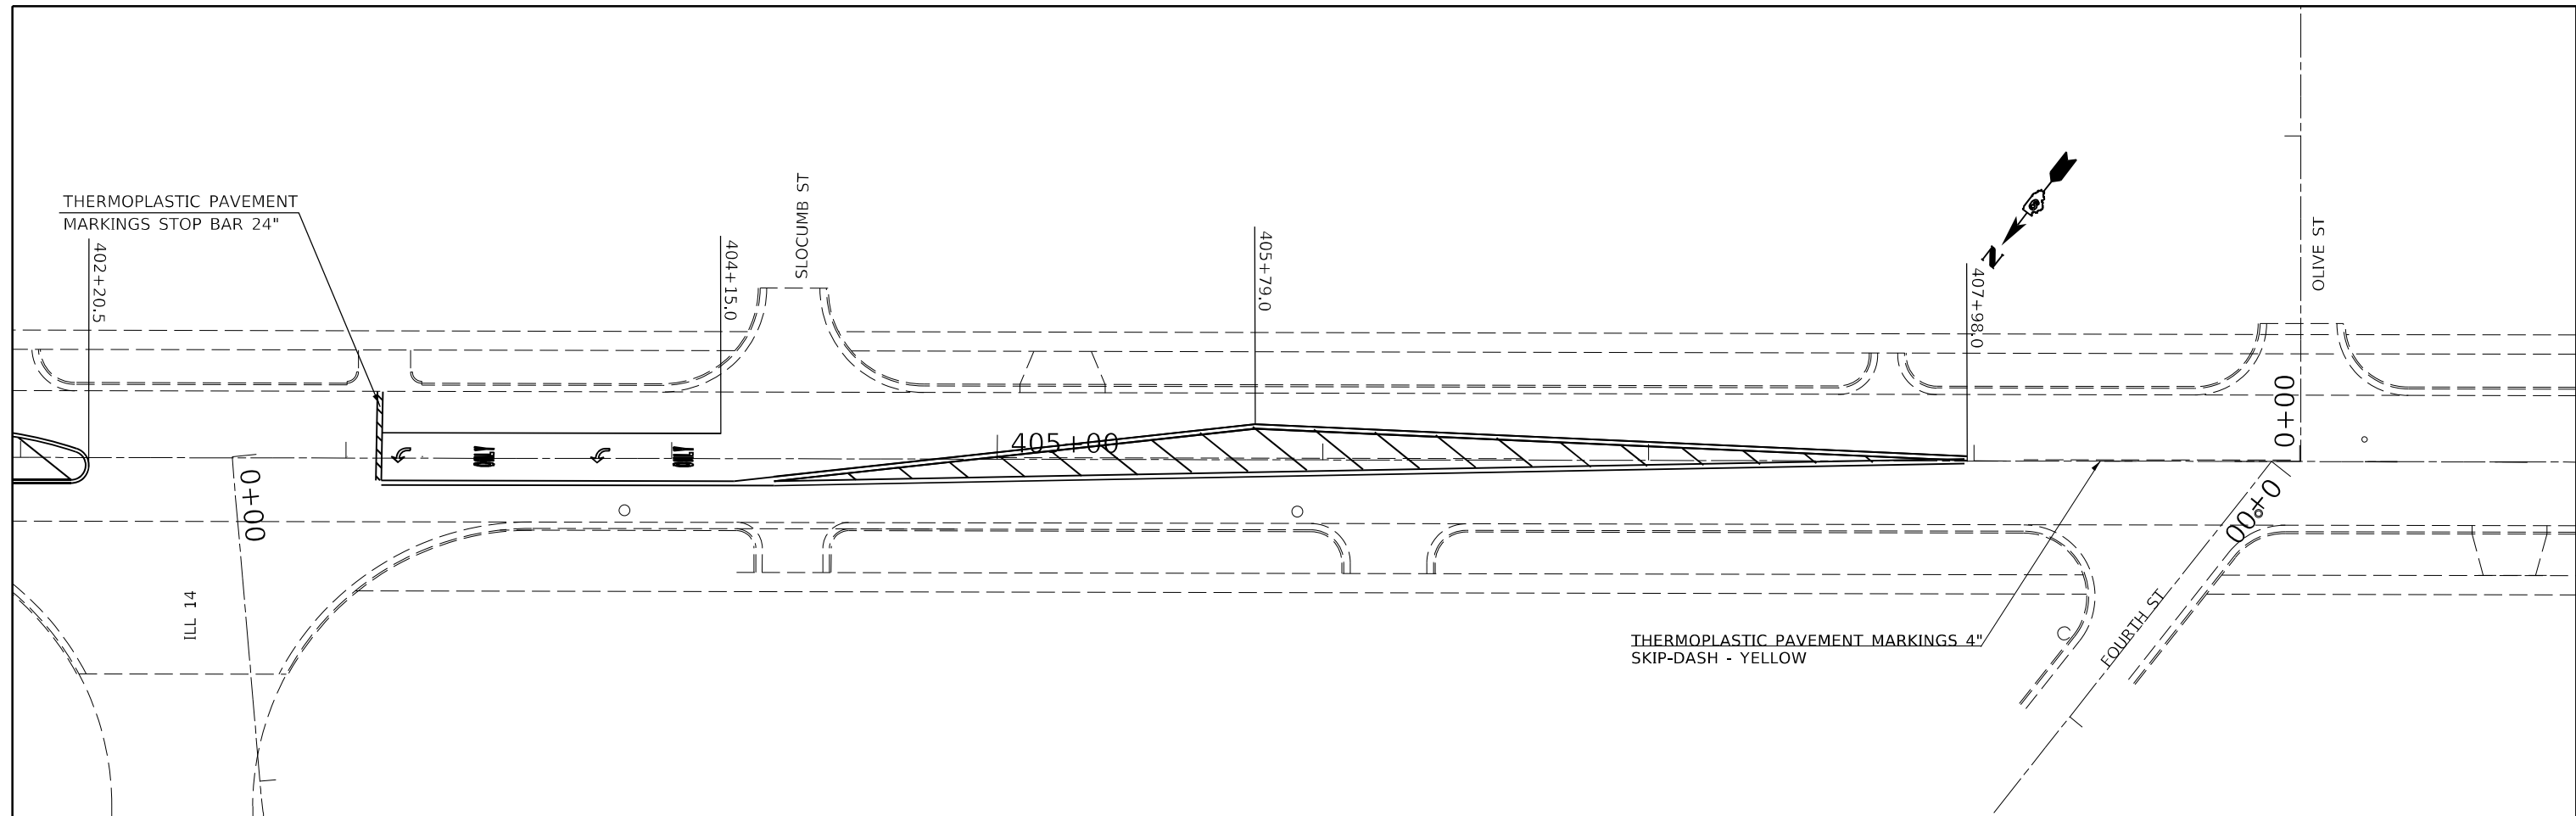 THERMOPLASTIC PAVEMENT
MARKINGS STOP BAR 24"
402+20.5
404+15.0
SLOCUMB ST
405+79.0
N
407+98.0
OLIVE ST
ONLY
ONLY
405+00
0+00
0+00
0+00
ILL 14
THERMOPLASTIC PAVEMENT MARKINGS 4"
SKIP-DASH - YELLOW
FOURTH ST